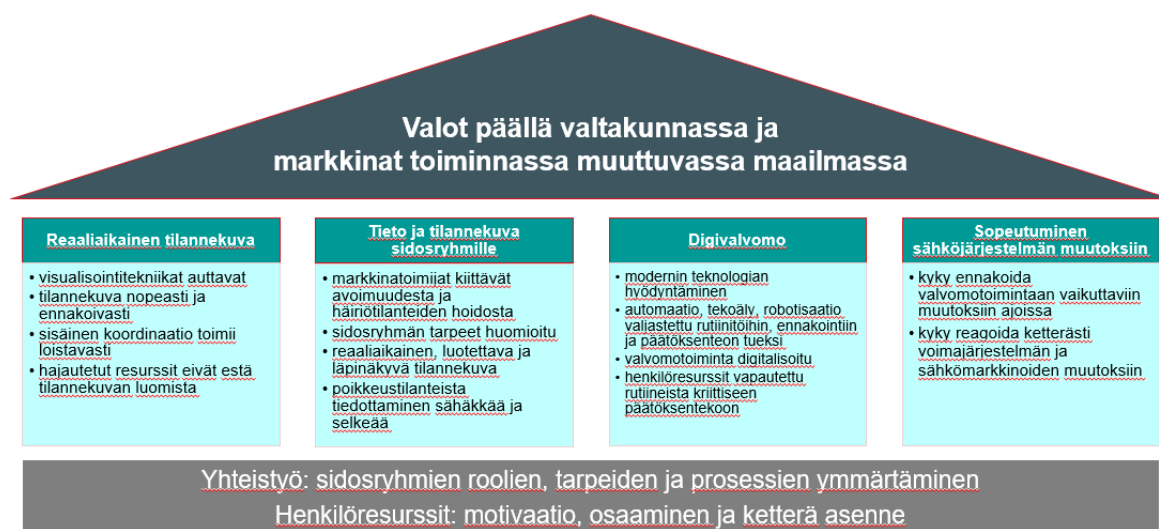 Valot päällä valtakunnassa ja
markkinat toiminnassa muuttuvassa maailmassa
Reaaliaikainen tilannekuva
• visualisointitekniikat auttavat
• tilannekuva nopeasti ja
ennakoivasti
• sisäinen koordinaatio toimii
loistavasti
• hajautetut resurssit eivät estä
tilannekuvan luomista
Tieto ja tilannekuva
sidosryhmille
• markkinatoimijat kiittävät
avoimuudesta ja
häiriötilanteiden hoidosta
• sidosryhmän tarpeet huomioitu
• reaaliaikainen, luotettava ja
läpinäkyvä tilannekuva
• poikkeustilanteista
tiedottaminen sähäkkää ja
selkeää
Digivalvomo
• modernin teknologian
hyödyntäminen
• automaatio, tekoäly, robotisaatio
valjastettu rutiinitöihin, ennakointiin
ja päätöksenteon tueksi
• valvomotoiminta digitalisoitu
• henkilöresurssit vapautettu
rutiineista kriittiseen
päätöksentekoon
Sopeutuminen
sähköjärjestelmän muutoksiin
• kyky ennakoida
valvomotoimintaan vaikuttaviin
muutoksiin ajoissa
• kyky reagoida ketterästi
voimajärjestelmän ja
sähkömarkkinoiden muutoksiin
Yhteistyö: sidosryhmien roolien, tarpeiden ja prosessien ymmärtäminen
Henkilöresurssit: motivaatio, osaaminen ja ketterä asenne